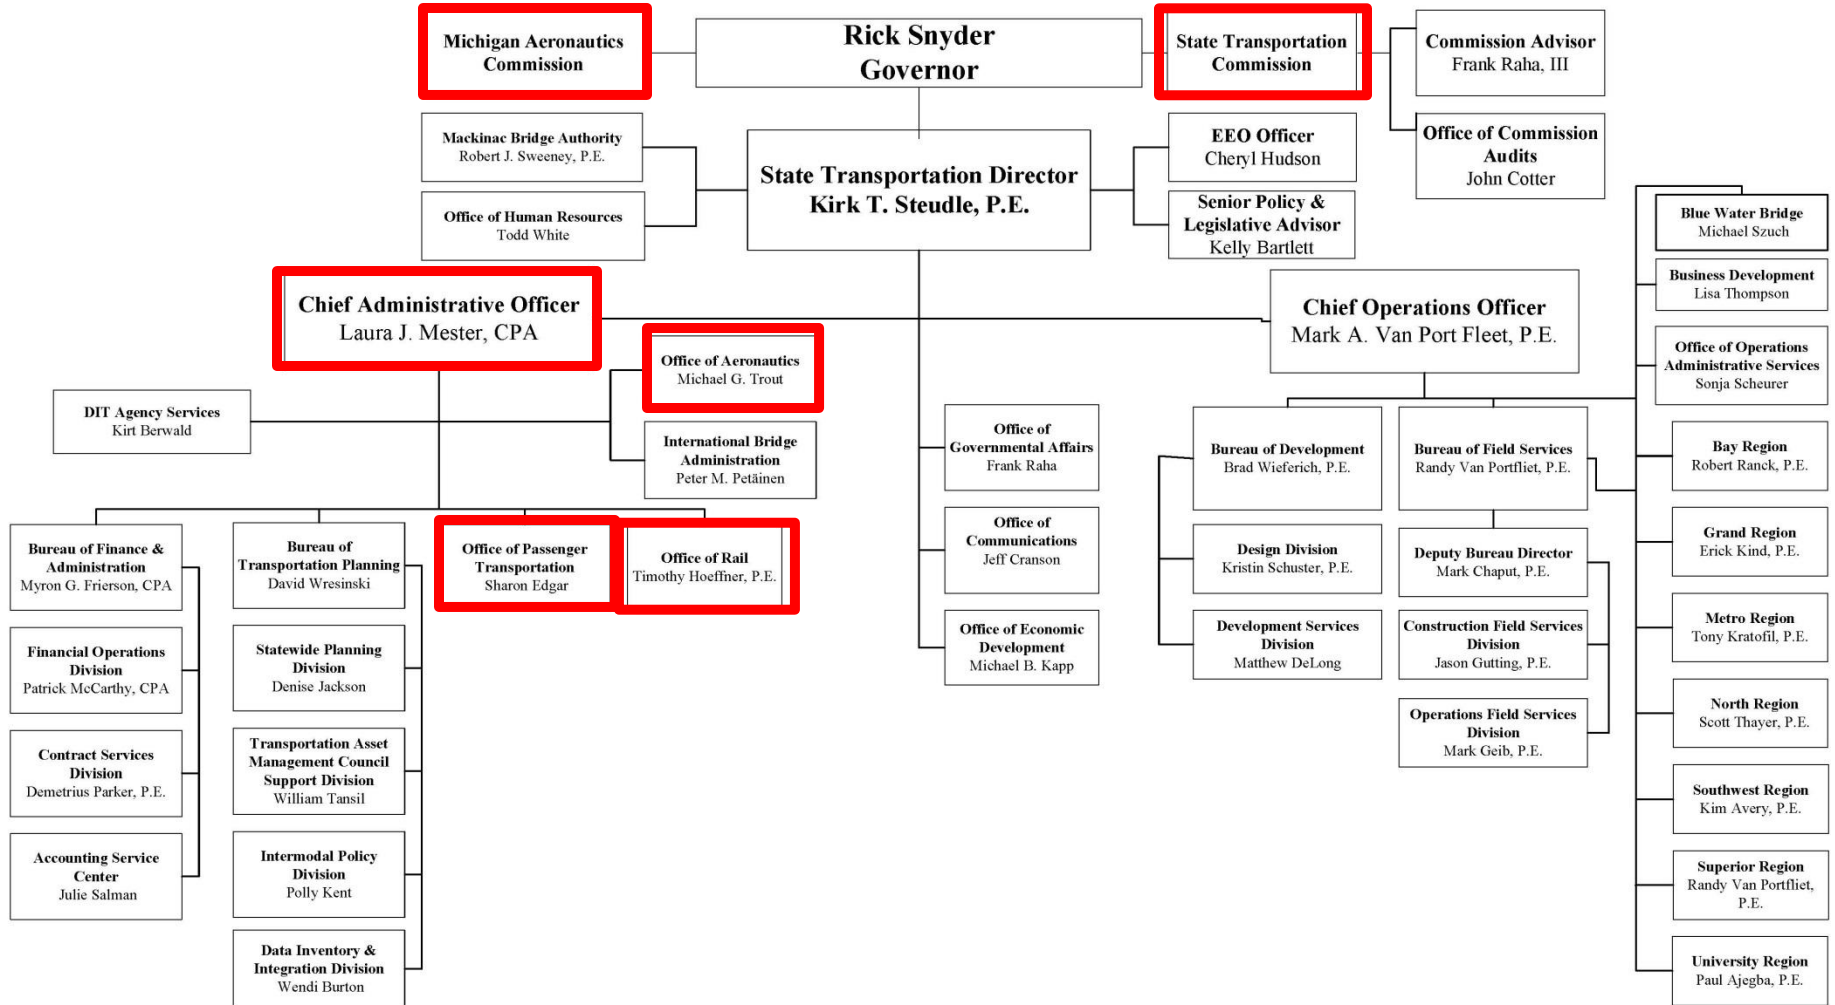 Michigan Aeronautics
Commission
Rick Snyder
Governor
State Transportation
Commission
Commission Advisor
Frank Raha, III
Mackinac Bridge Authority
Robert J. Sweeney, P.E.
State Transportation Director
Kirk T. Steudle, P.E.
EEO Officer
Cheryl Hudson
Office of Commission
Audits
John Cotter
Office of Human Resources
Todd White
Senior Policy &
Legislative Advisor
Kelly Bartlett
Blue Water Bridge
Michael Szuch
Chief Administrative Officer
Laura J. Mester, CPA
Chief Operations Officer
Mark A. Van Port Fleet, P.E.
Business Development
Lisa Thompson
Office of Aeronautics
Michael G. Trout
Office of Operations
Administrative Services
Sonja Scheurer
DIT Agency Services
Kirt Berwald
International Bridge
Administration
Peter M. Petäinen
Office of
Governmental Affairs
Frank Raha
Bureau of Development
Brad Wieferich, P.E.
Bureau of Field Services
Randy Van Portfliet, P.E.
Bay Region
Robert Ranck, P.E.
Bureau of Finance &
Administration
Myron G. Frierson, CPA
Bureau of
Transportation Planning
David Wresinski
Office of Passenger
Transportation
Sharon Edgar
Office of Rail
Timothy Hoeffner, P.E.
Office of
Communications
Jeff Cranson
Design Division
Kristin Schuster, P.E.
Deputy Bureau Director
Mark Chaput, P.E.
Grand Region
Erick Kind, P.E.
Financial Operations
Division
Patrick McCarthy, CPA
Statewide Planning
Division
Denise Jackson
Office of Economic
Development
Michael B. Kapp
Development Services
Division
Matthew DeLong
Construction Field Services
Division
Jason Gutting, P.E.
Metro Region
Tony Kratofil, P.E.
Contract Services
Division
Demetrius Parker, P.E.
Transportation Asset
Management Council
Support Division
William Tansil
Operations Field Services
Division
Mark Geib, P.E.
North Region
Scott Thayer, P.E.
Southwest Region
Kim Avery, P.E.
Accounting Service
Center
Julie Salman
Intermodal Policy
Division
Polly Kent
Superior Region
Randy Van Portfliet,
P.E.
Data Inventory &
Integration Division
Wendi Burton
University Region
Paul Ajegba, P.E.